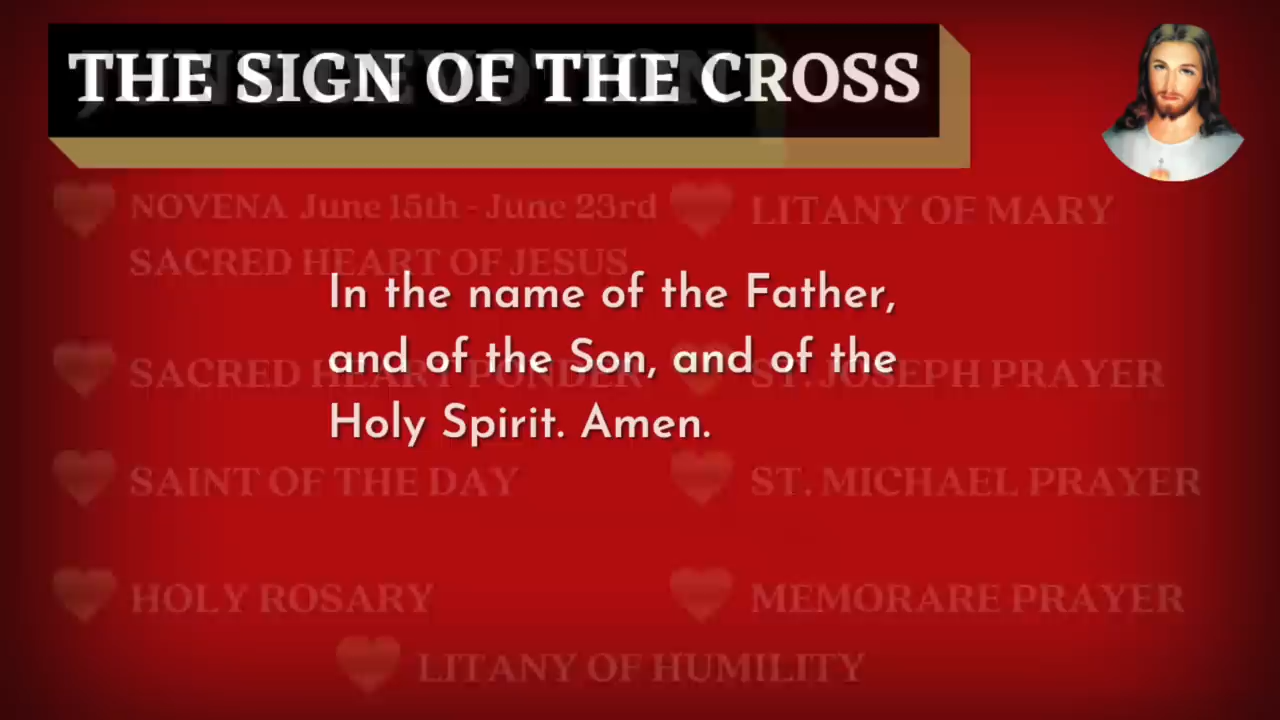 THE SIGN OF THE CROSS
NOVENA June 15th - June 23rd
SACRED HEART OF JESUS
LITANY OF MARY
In the name of the Father,
and of the Son, and of the
Holy Spirit. Amen.
SACRED HEART PONDER
ST. JOSEPH PRAYER
SAINT OF THE DAY
ST. MICHAEL PRAYER
HOLY ROSARY
MEMORARE PRAYER
LITANY OF HUMILITY